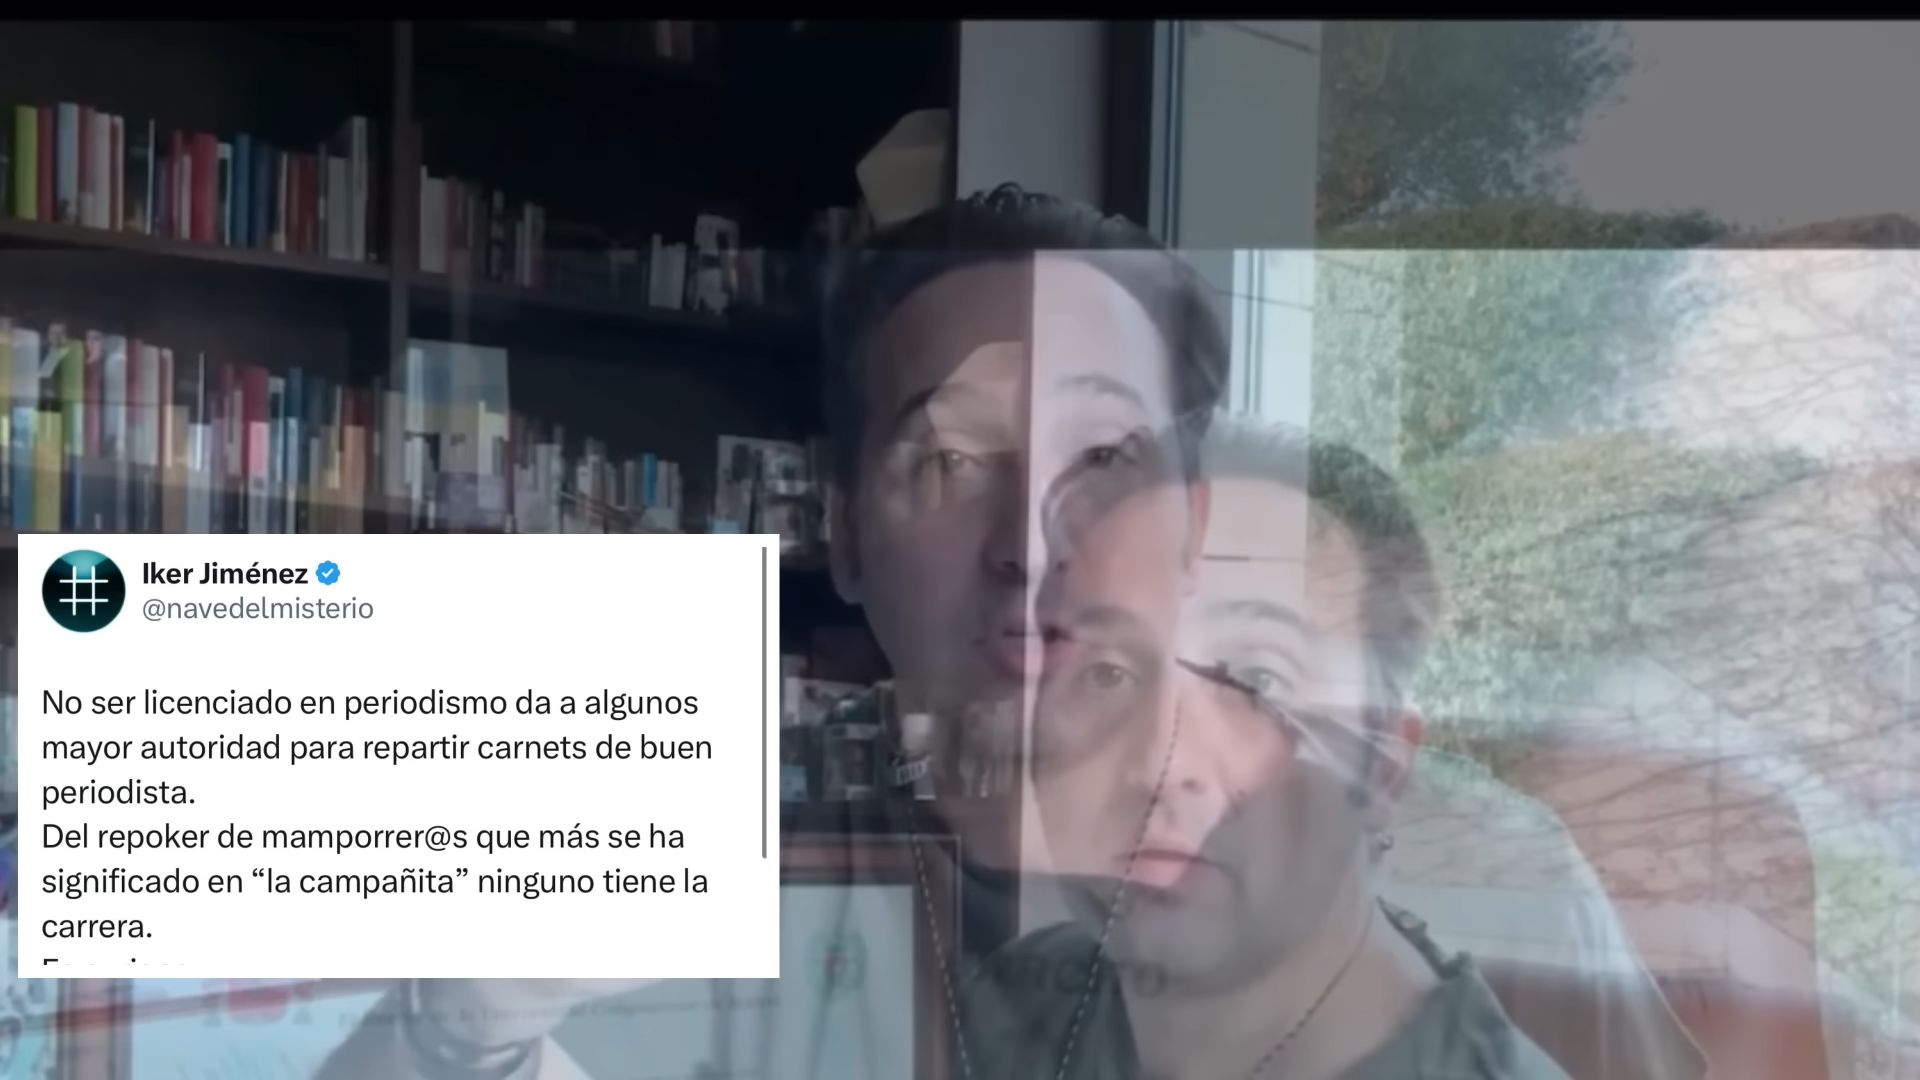 Iker Jiménez
@navedelmisterio
No ser licenciado en periodismo da a algunos
mayor autoridad para repartir carnets de buen
periodista.
Del repoker de mamporrer@s que más se ha
significado en “la campañita” ninguno tiene la
carrera.